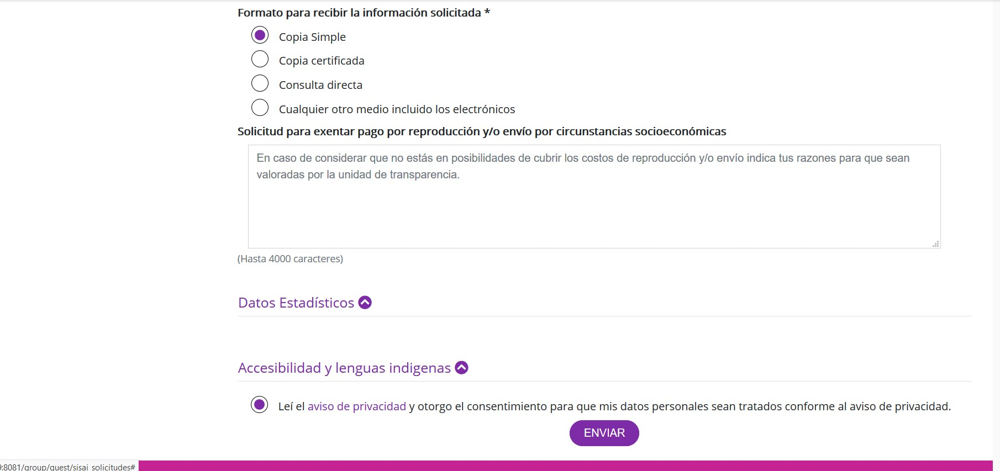 Formato para recibir la información solicitada *
Copia Simple
Copia certificada
Consulta directa
Cualquier otro medio incluido los electrónicos
Solicitud para exentar pago por reproducción y/o envío por circunstancias socioeconómicas
En caso de considerar que no estás en posibilidades de cubrir los costos de reproducción y/o envío indica tus razones para que sean
valoradas por la unidad de transparencia.
(Hasta 4000 caracteres)
Datos Estadísticos
Accesibilidad y lenguas indigenas
Leí el aviso de privacidad y otorgo el consentimiento para que mis datos personales sean tratados conforme al aviso de privacidad.
ENVIAR
9:8081/group/guest/sisai_solicitudes#